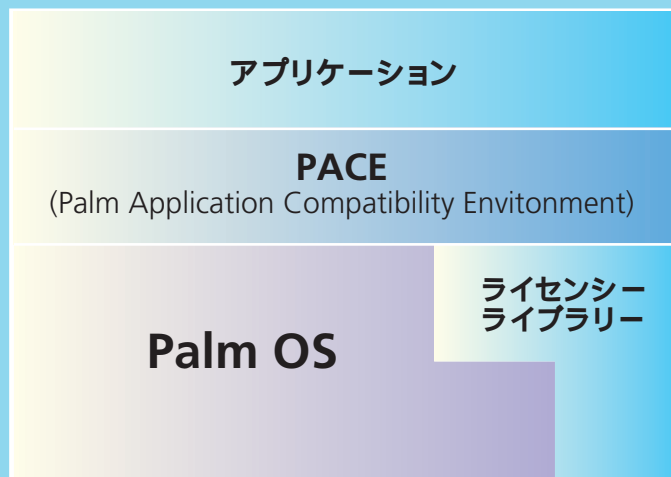 アプリケーション
PACE
(Palm Application Compatibility Envitonment)
Palm OS
ライセンシー
ライブラリー